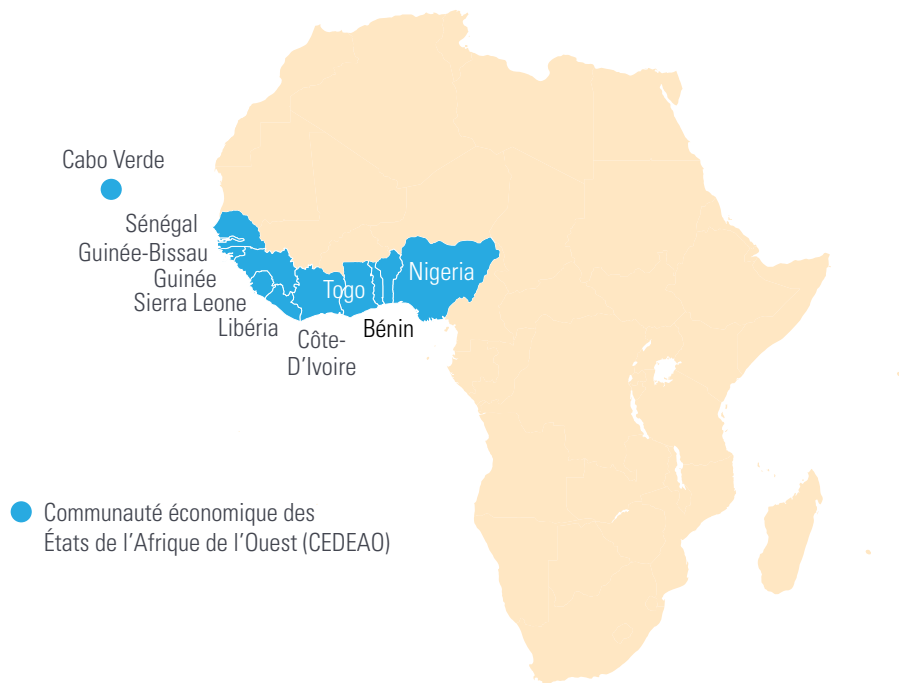 Cabo Verde
Sénégal
Guinée-Bissau
Guinée
Sierra Leone
Libéria
Côte-
D’Ivoire
Togo
Bénin
Nigeria
Communauté économique des
États de l’Afrique de l’Ouest (CEDEAO)